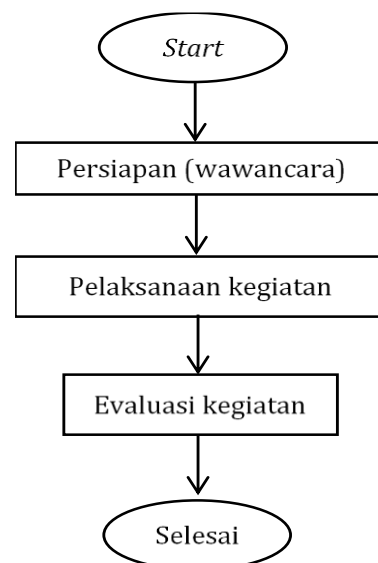 Start
Persiapan (wawancara)
Pelaksanaan kegiatan
Evaluasi kegiatan
Selesai